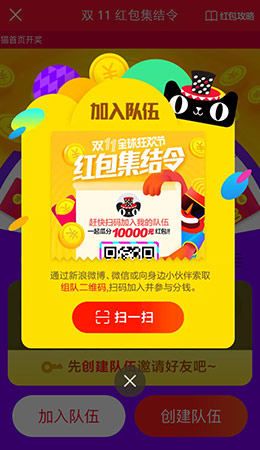 双 11 红包集结令
红包攻略
猫首页开奖
加入队伍
双11全球狂欢节
红包集结令
赶快扫码加入我的队伍
一起瓜分10000元红包!!
通过新浪微博、微信或向身边小伙伴索取
组队二维码,扫码加入并参与分钱。
扫一扫
先创建队伍邀请好友吧~
加入队伍
创建队伍